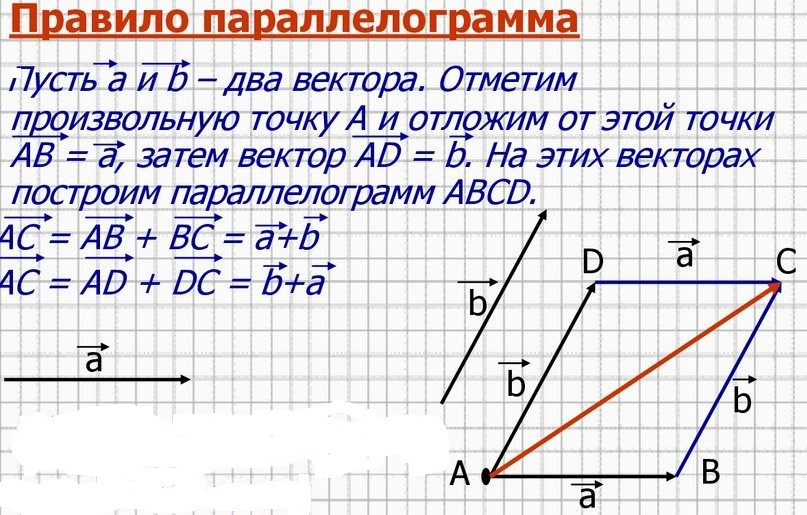 Правило параллелограмма
Пусть a и b – два вектора. Отметим
произвольную точку А и отложим от этой точки
АВ = a, затем вектор AD = b. На этих векторах
построим параллелограмм ABCD.
AC = AB + BC = a+b
AC = AD + DC = b+a
D
a
C
b
a
b
b
A
a
B